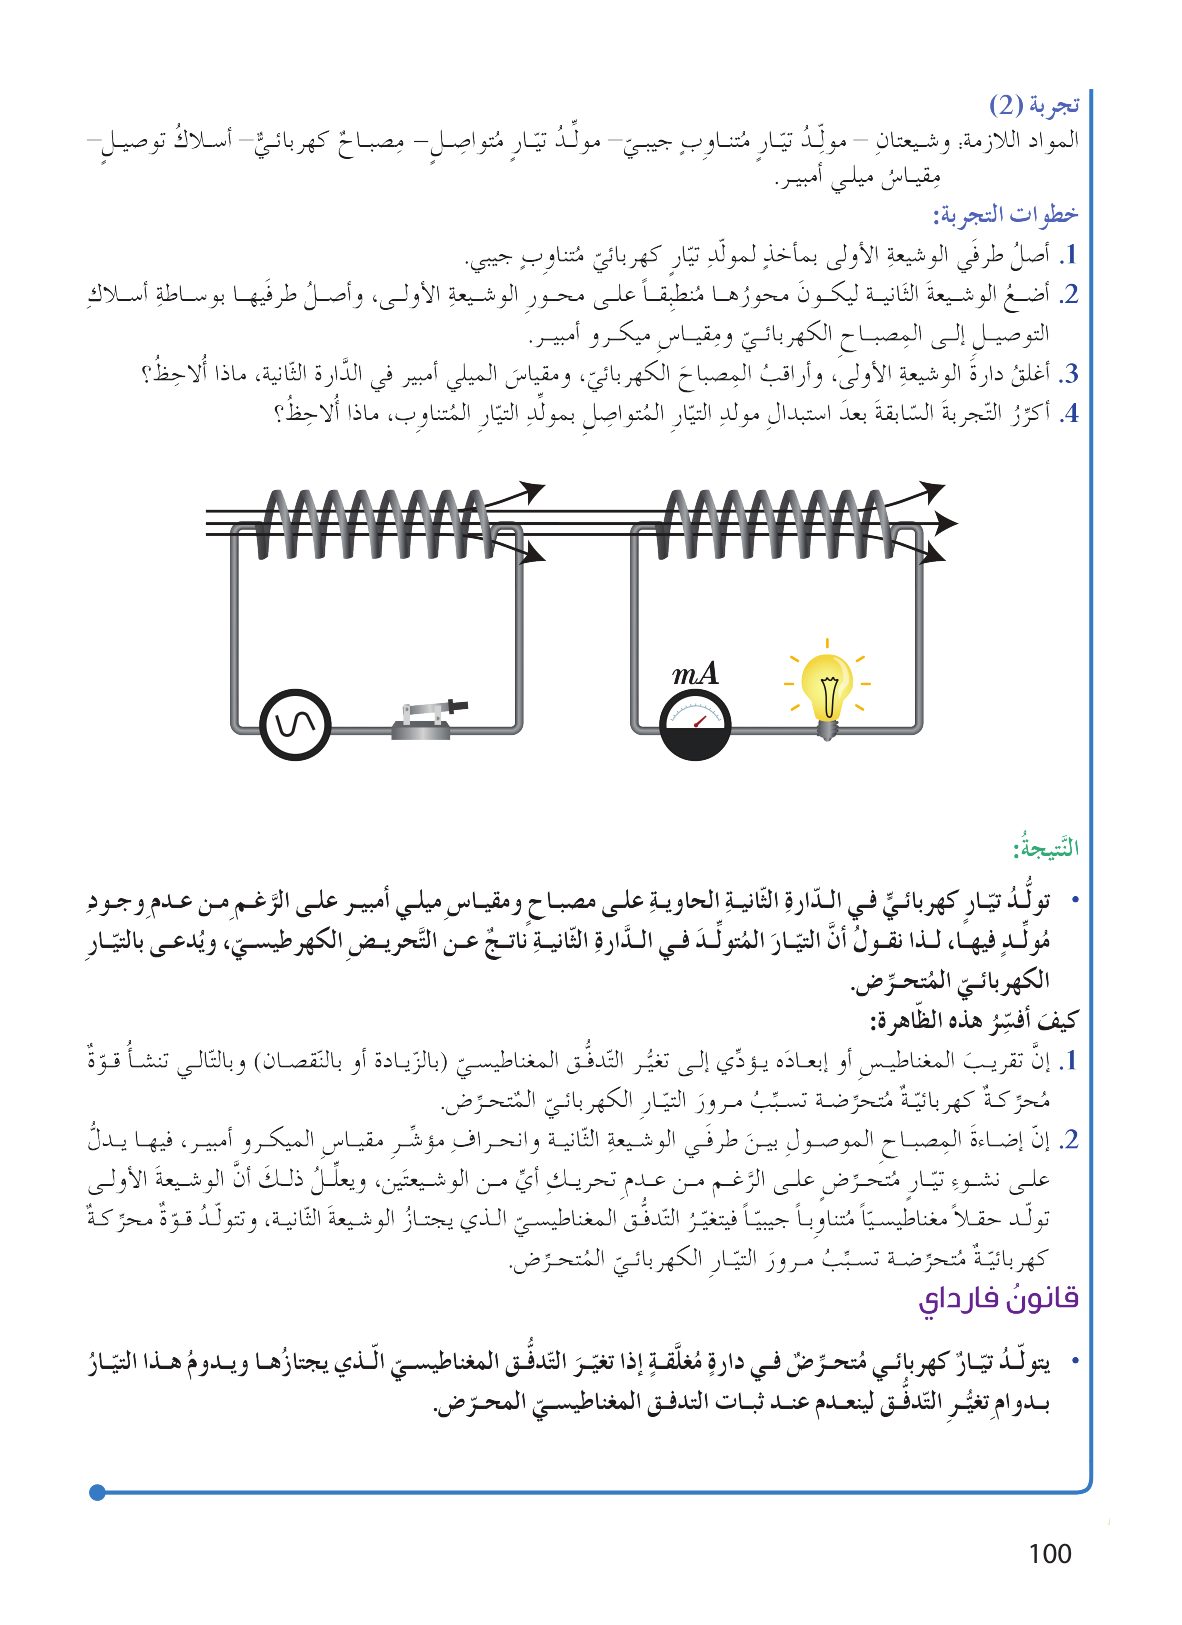 تجربة (2)
المواد اللازمة: وشيعتانِ – مولِّدُ تيّارٍ مُتناوِبٍ جيبيّ– مولِّدُ تيّارٍ مُتواصِلٍ– مِصباحٌ كهربائيٌّ– أسلاكُ توصيلٍ–
مِقياسُ ميلي أمبير.
خطوات التجربة:
1. أصلُ طرفَي الوشيعةِ الأولى بمأخذٍ لمولّدِ تيّارٍ كهربائيّ مُتناوِبٍ جيبي.
2. أضعُ الوشيعةَ الثَانية ليكونَ محورُها مُنطبِقاً على محورِ الوشيعةِ الأولى، وأصلُ طرفَيها بوساطةِ أسلاكِ
التوصيلِ إلى المِصباحِ الكهربائيّ ومِقياسِ ميكرو أمبير.
3. أغلقُ دارةَ الوشيعةِ الأولى، وأراقبُ المِصباحَ الكهربائيّ، ومقياسَ الميلي أمبير في الدَّارة الثّانية، ماذا أُلاحِظُ؟
4. أكرِّرُ التّجربةَ السّابقةَ بعدَ استبدالِ مولدِ التيّارِ المُتواصلِ بمولِّدِ التيّارِ المُتناوِب، ماذا أُلاحِظُ؟
mA
النَّتيجةُ:
• تولُّدُ تيّارٍ كهربائيٍّ في الدّارةِ الثّانيةِ الحاويةِ على مصباحٍ ومقياسِ ميلي أمبير على الرَّغمِ من عدمِ وجودِ
مُولِّدٍ فيها، لذا نقولُ أنَّ التيّارَ المُتولِّدَ في الدَّارةِ الثّانيةِ ناتجٌ عن التَّحريضِ الكهرطيسيّ، ويُدعى بالتيّارِ
الكهربائيّ المُتحرِّض.
كيفَ أفسِّرُ هذه الظّاهرة:
1. إنَّ تقريبَ المغناطيسِ أو إبعادَه يؤدِّي إلى تغيُّر التّدفُّق المغناطيسيّ (بالزّيادة أو بالنّقصان) وبالتّالي تنشأُ قوّةٌ
مُحرِّكةٌ كهربائيّةٌ مُتحرِّضة تسبِّبُ مرورَ التيّارِ الكهربائيّ المُتحرِّض.
2. إنّ إضاءةَ المِصباحِ الموصولِ بينَ طرفَي الوشيعةِ الثّانية وانحرافِ مؤشِّرِ مقياسِ الميكرو أمبير، فيها يدلُّ
على نشوءِ تيّارٍ مُتحرِّضٍ على الرَّغم من عدمِ تحريكِ أيٍّ من الوشيعتَين، ويعلِّلُ ذلكَ أنَّ الوشيعةَ الأولى
تولّد حقلاً مغناطيسيّاً مُتناوِباً جيبيّاً فيتغيّرُ التّدفُّق المغناطيسيّ الذي يجتازُ الوشيعةَ الثّانية، وتتولّدُ قوّةٌ محرّكةٌ
كهربائيّةٌ مُتحرِّضة تسبِّبُ مرورَ التيّارِ الكهربائيّ المُتحرِّض.
قانونُ فارداي
• يتولّدُ تيّارٌ كهربائي مُتحرِّضٌ في دارةٍ مُغلَّقةٍ إذا تغيّرَ التّدفُّق المغناطيسيّ الّذي يجتازُها ويدومُ هذا التيّارُ
بدوامِ تغيُّرِ التّدفُّق لينعدم عند ثبات التدفق المغناطيسيّ المحرّض.
100